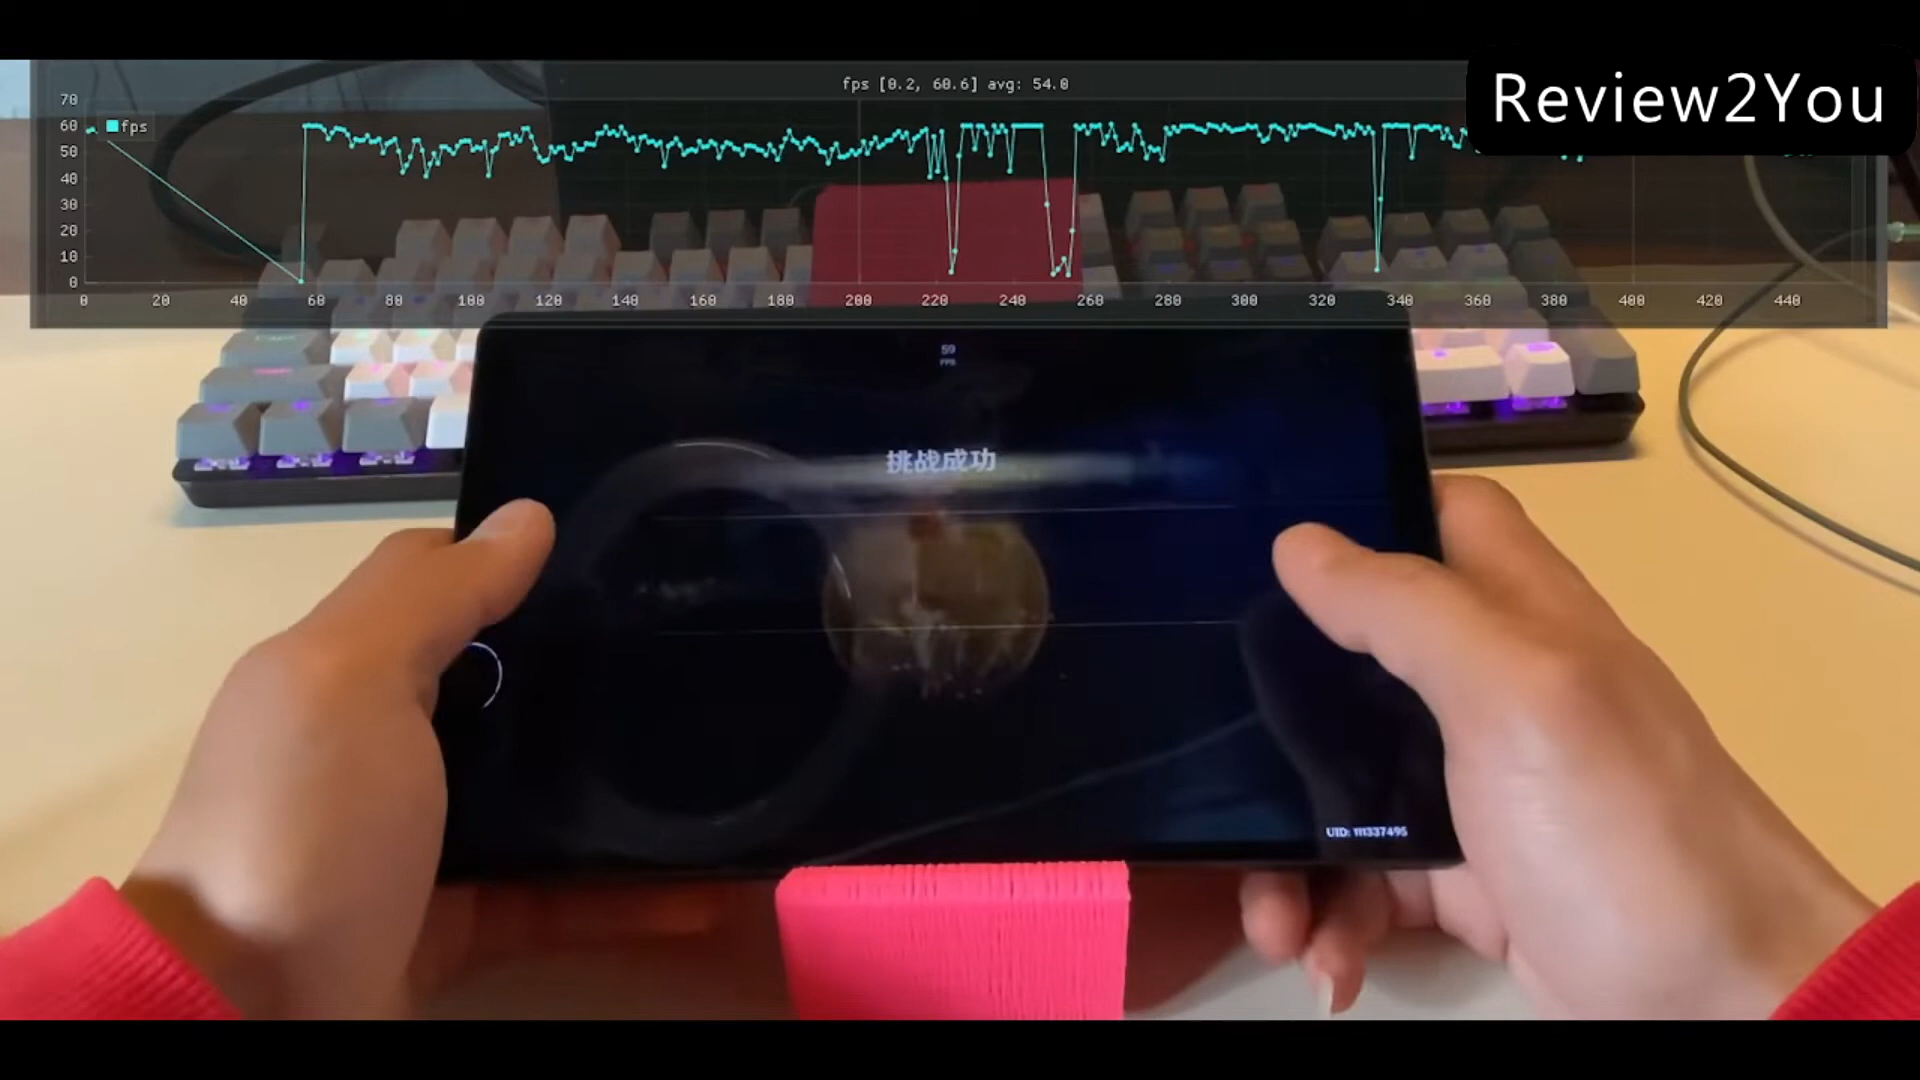 fps [0.2, 60.6] avg: 54.0
Review2You
70
60
fps
50
40
30
20
10
0
0 20 40 60 80 100 120 140 160 180 200 220 240 260 280 300 320 340 360 380 400 420 440
59
FPS
挑战成功
UID: 111337495